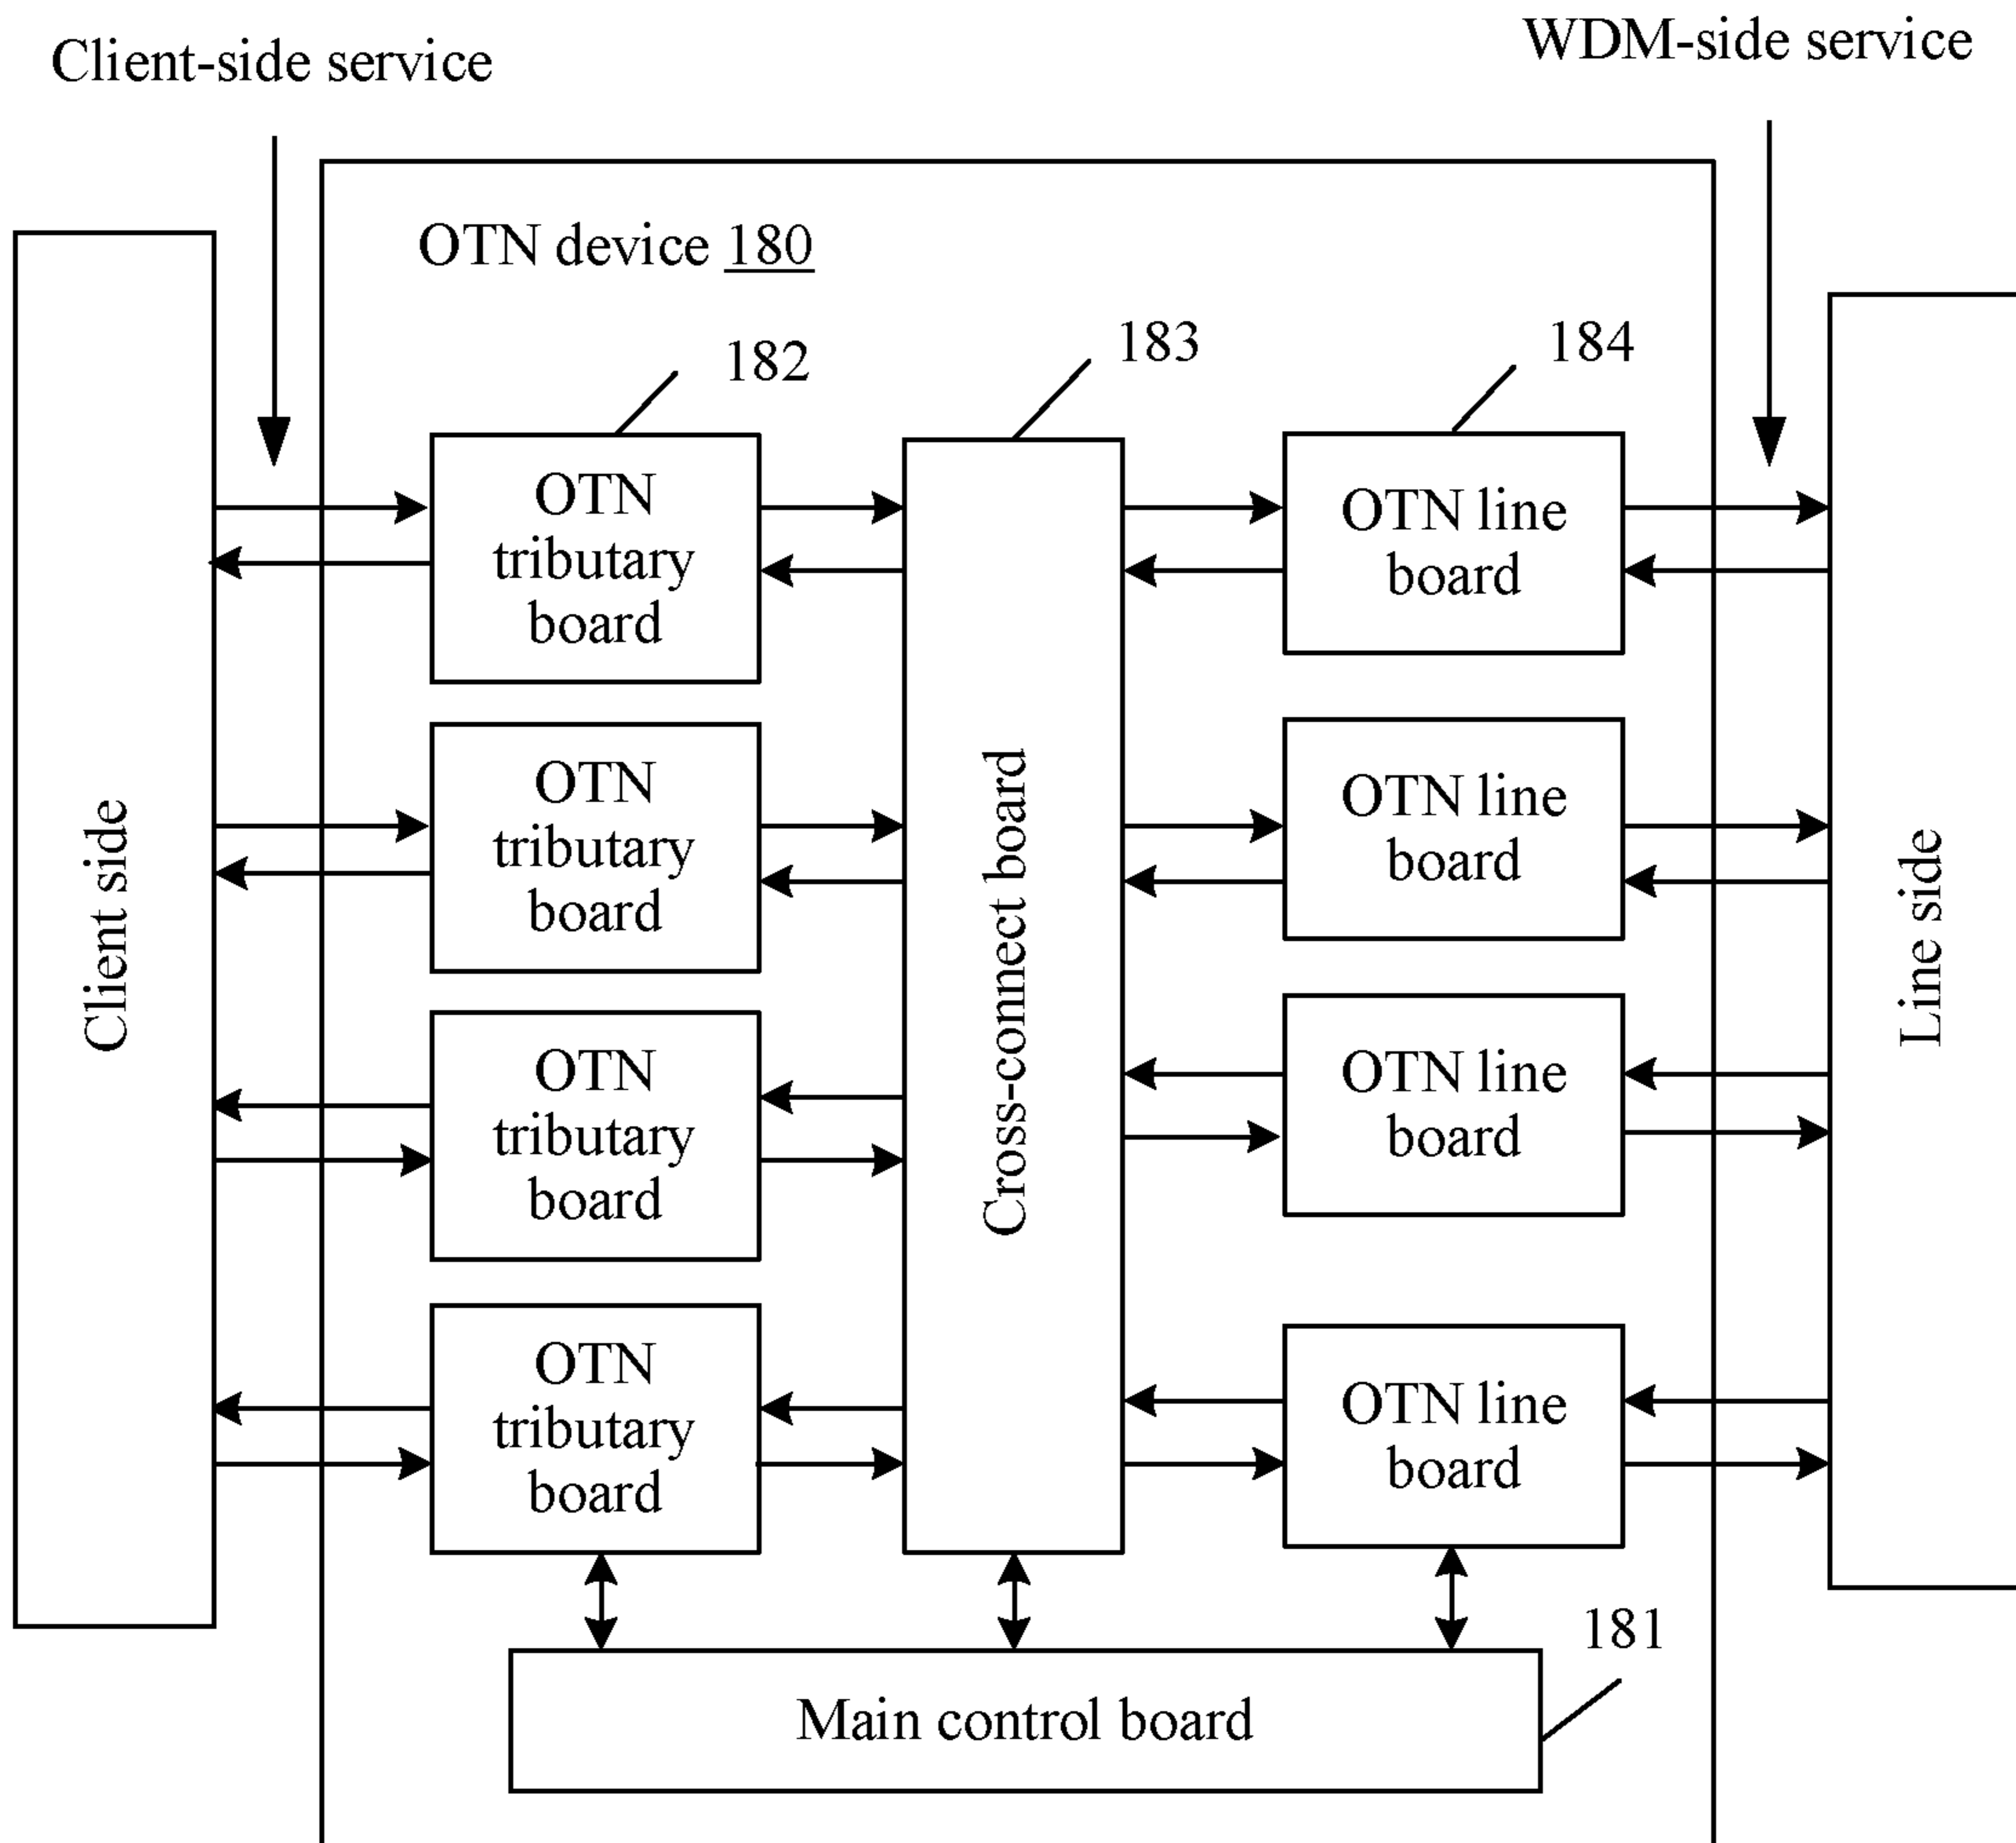 Client-side service
WDM-side service
OTN device 180
182
183
184
OTN
tributary
board
OTN line
board
OTN
tributary
board
OTN line
board
OTN
tributary
board
OTN line
board
OTN
tributary
board
OTN line
board
Client side
Cross-connect board
Line side
181
Main control board